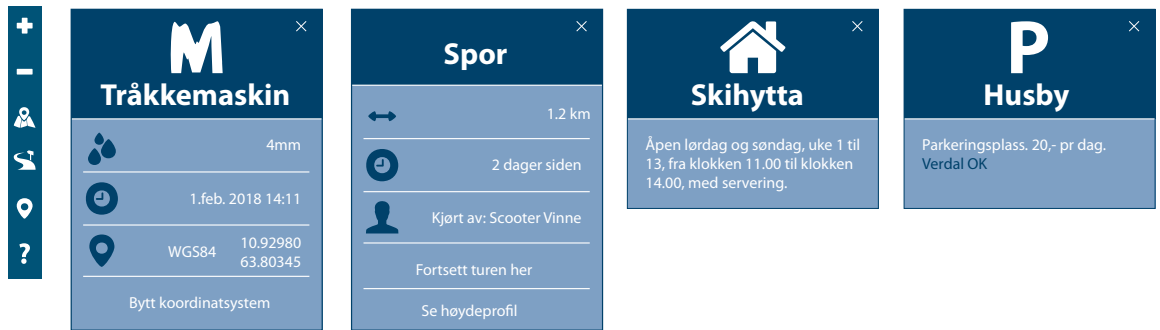 M
Tråkkemaskin
4mm
1.feb. 2018 14:11
WGS84
10.92980
63.80345
Bytt koordinatsystem
Spor
1.2 km
2 dager siden
Kjørt av: Scooter Vinne
Fortsett turen her
Se høydeprofil
Skihytta
Åpen lørdag og søndag, uke 1 til
13, fra klokken 11.00 til klokken
14.00, med servering.
P
Husby
Parkeringsplass. 20,- pr dag.
Verdal OK
?